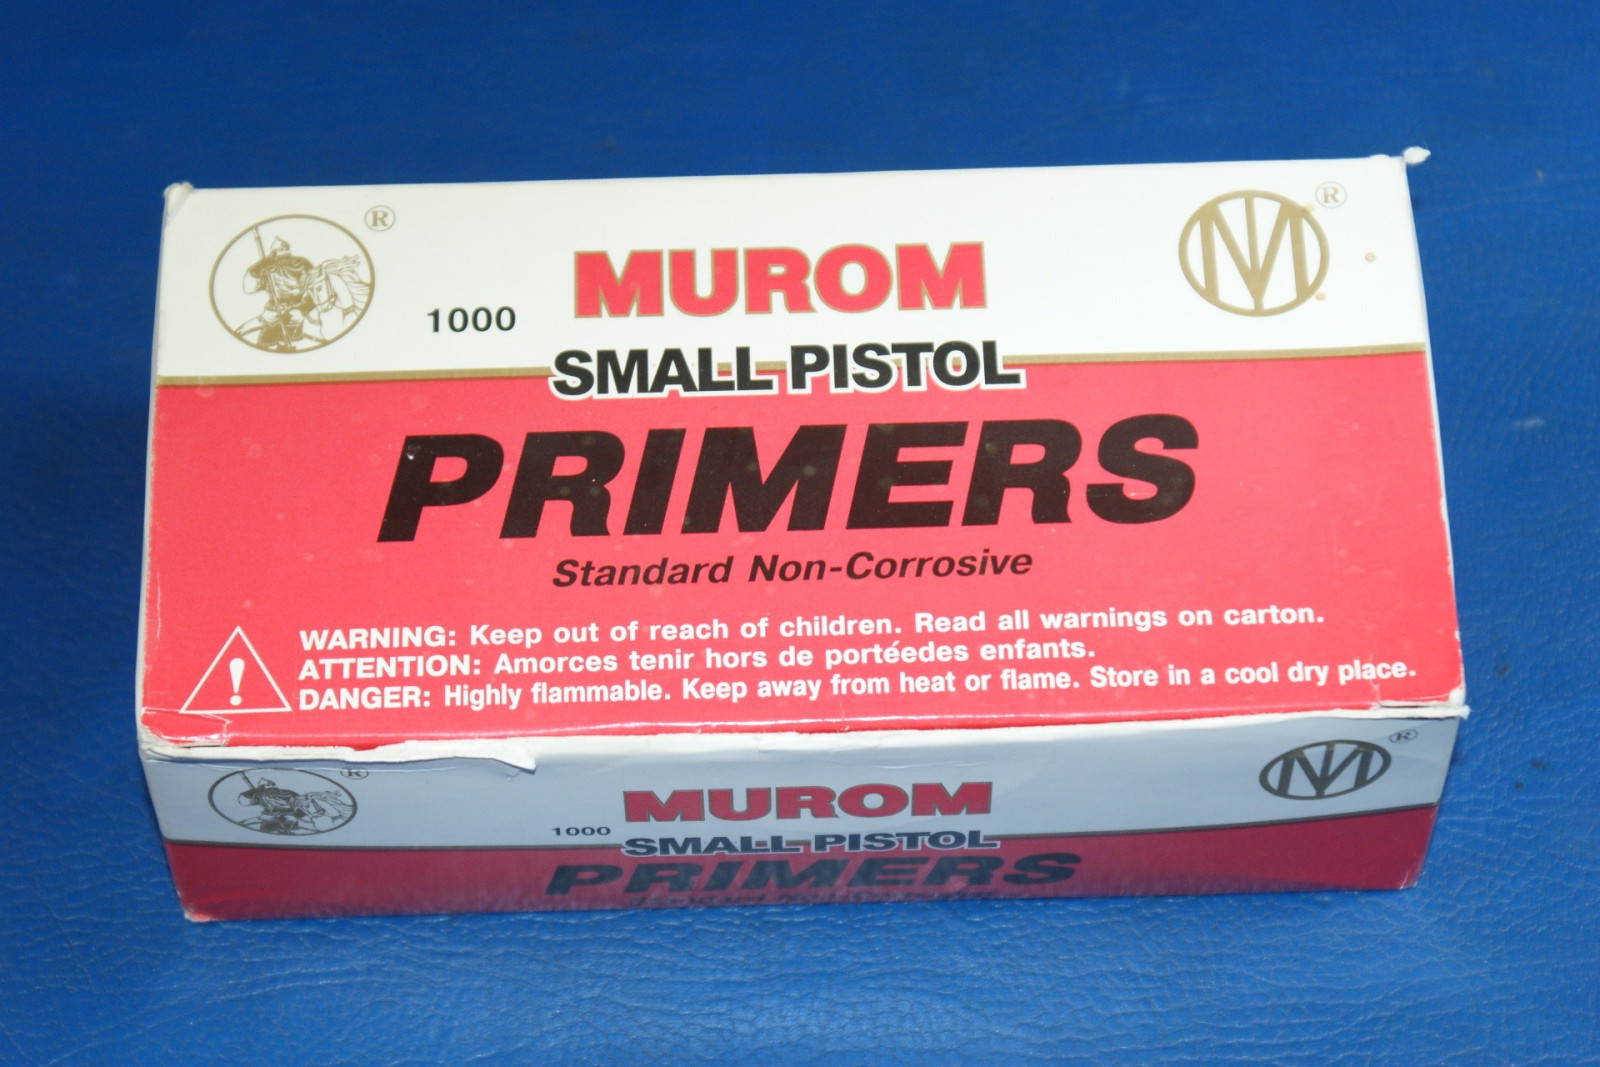 ®
®
MUROM
1000
SMALL PISTOL
PRIMERS
Standard Non-Corrosive
WARNING: Keep out of reach of children. Read all warnings on carton.
ATTENTION: Amorces tenir hors de portéedes enfants.
DANGER: Highly flammable. Keep away from heat or flame. Store in a cool dry place.
!
®
®
MUROM
1000
SMALL PISTOL
PRIMERS